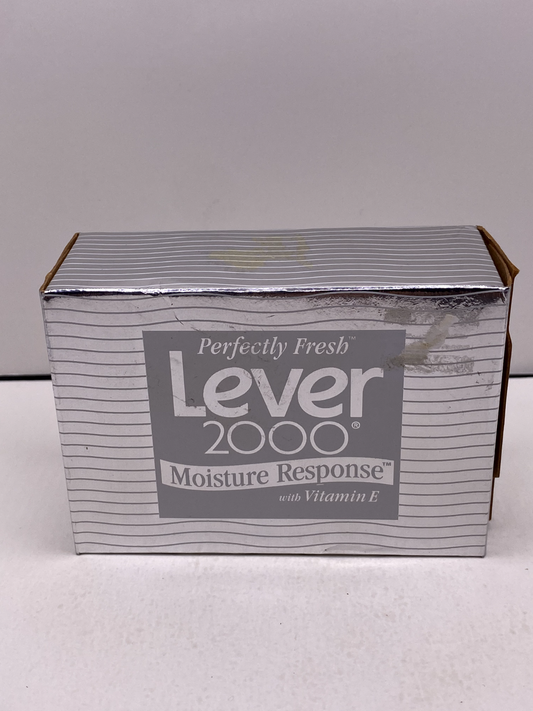 Perfectly Fresh™
Lever
2000®
Moisture Response™
with Vitamin E